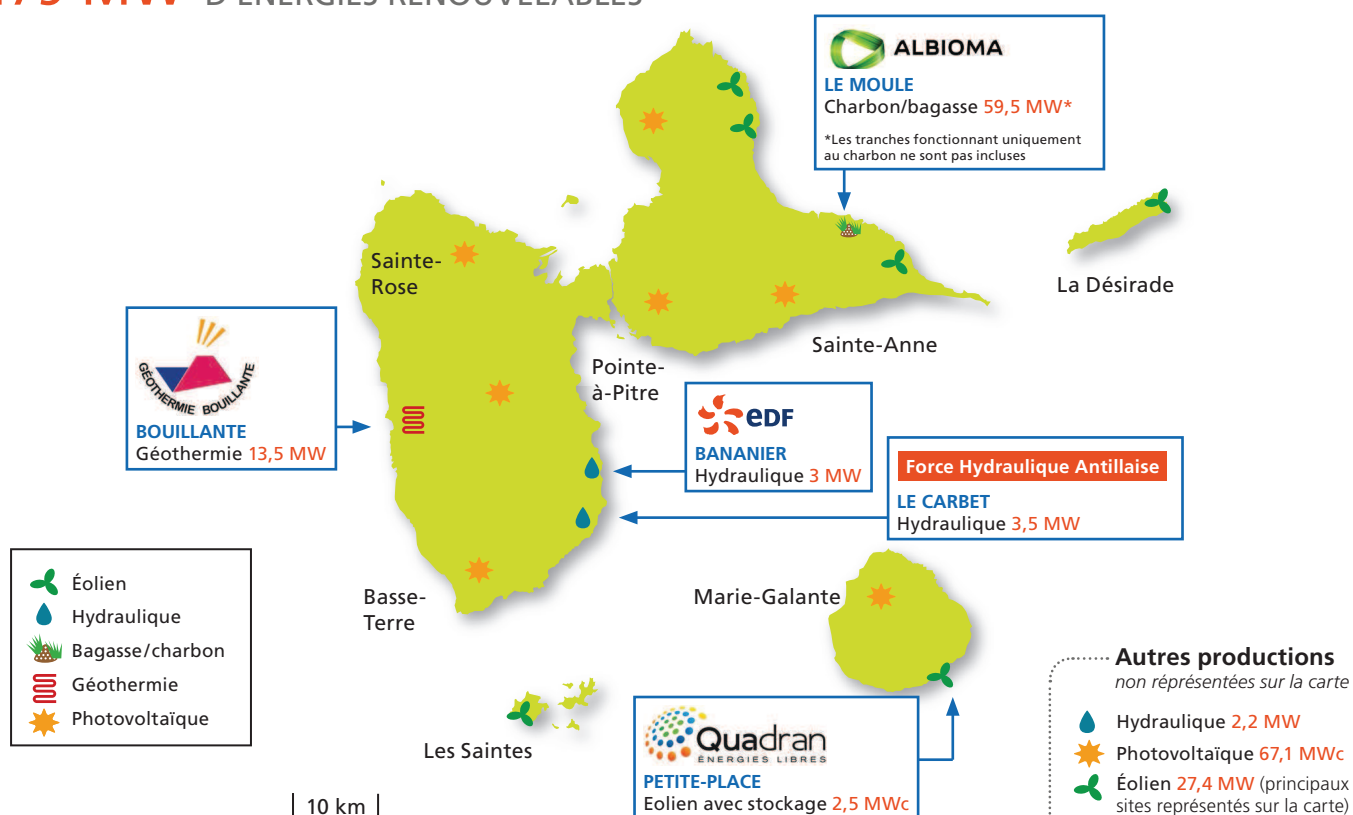 D'ÉNERGIES RENOUVELABLES
ALBIOMA
LE MOULE
Charbon/bagasse 59,5 MW*
*Les tranches fonctionnant uniquement
au charbon ne sont pas incluses
Sainte-
Rose
La Désirade
Sainte-Anne
Pointe-
à-Pitre
GÉOTHERMIE BOUILLANTE
BOUILLANTE
Géothermie 13,5 MW
eDF
BANANIER
Hydraulique 3 MW
Force Hydraulique Antillaise
LE CARBET
Hydraulique 3,5 MW
Éolien
Hydraulique
Bagasse/charbon
Géothermie
Photovoltaïque
Basse-
Terre
Marie-Galante
Les Saintes
Quadran
ÉNERGIES LIBRES
PETITE-PLACE
Eolien avec stockage 2,5 MWc
10 km
Autres productions
non réprésentées sur la carte
Hydraulique 2,2 MW
Photovoltaïque 67,1 MWc
Éolien 27,4 MW (principaux
sites représentés sur la carte)